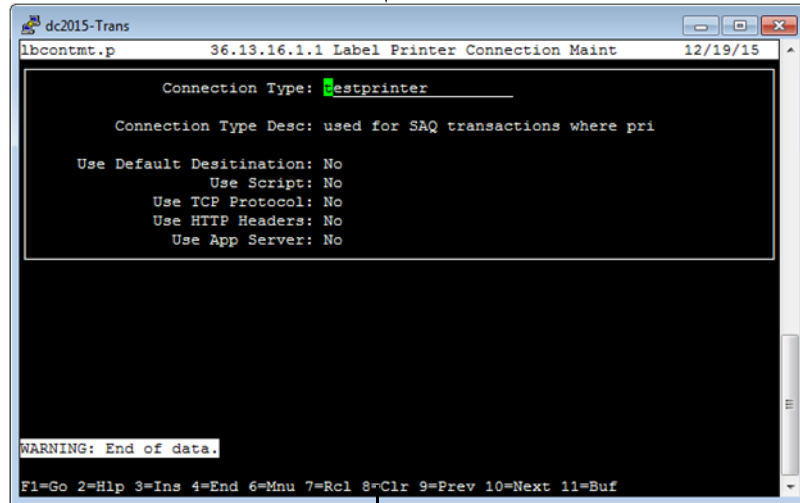 dc2015-Trans
lbcontmt.p 36.13.16.1.1 Label Printer Connection Maint 12/19/15
Connection Type: testprinter
Connection Type Desc: used for SAQ transactions where pri
Use Default Desitination: No
Use Script: No
Use TCP Protocol: No
Use HTTP Headers: No
Use App Server: No
WARNING: End of data.
F1=Go 2=Hlp 3=Ins 4=End 6=Mnu 7=Rcl 8=Clr 9=Prev 10=Next 11=Buf